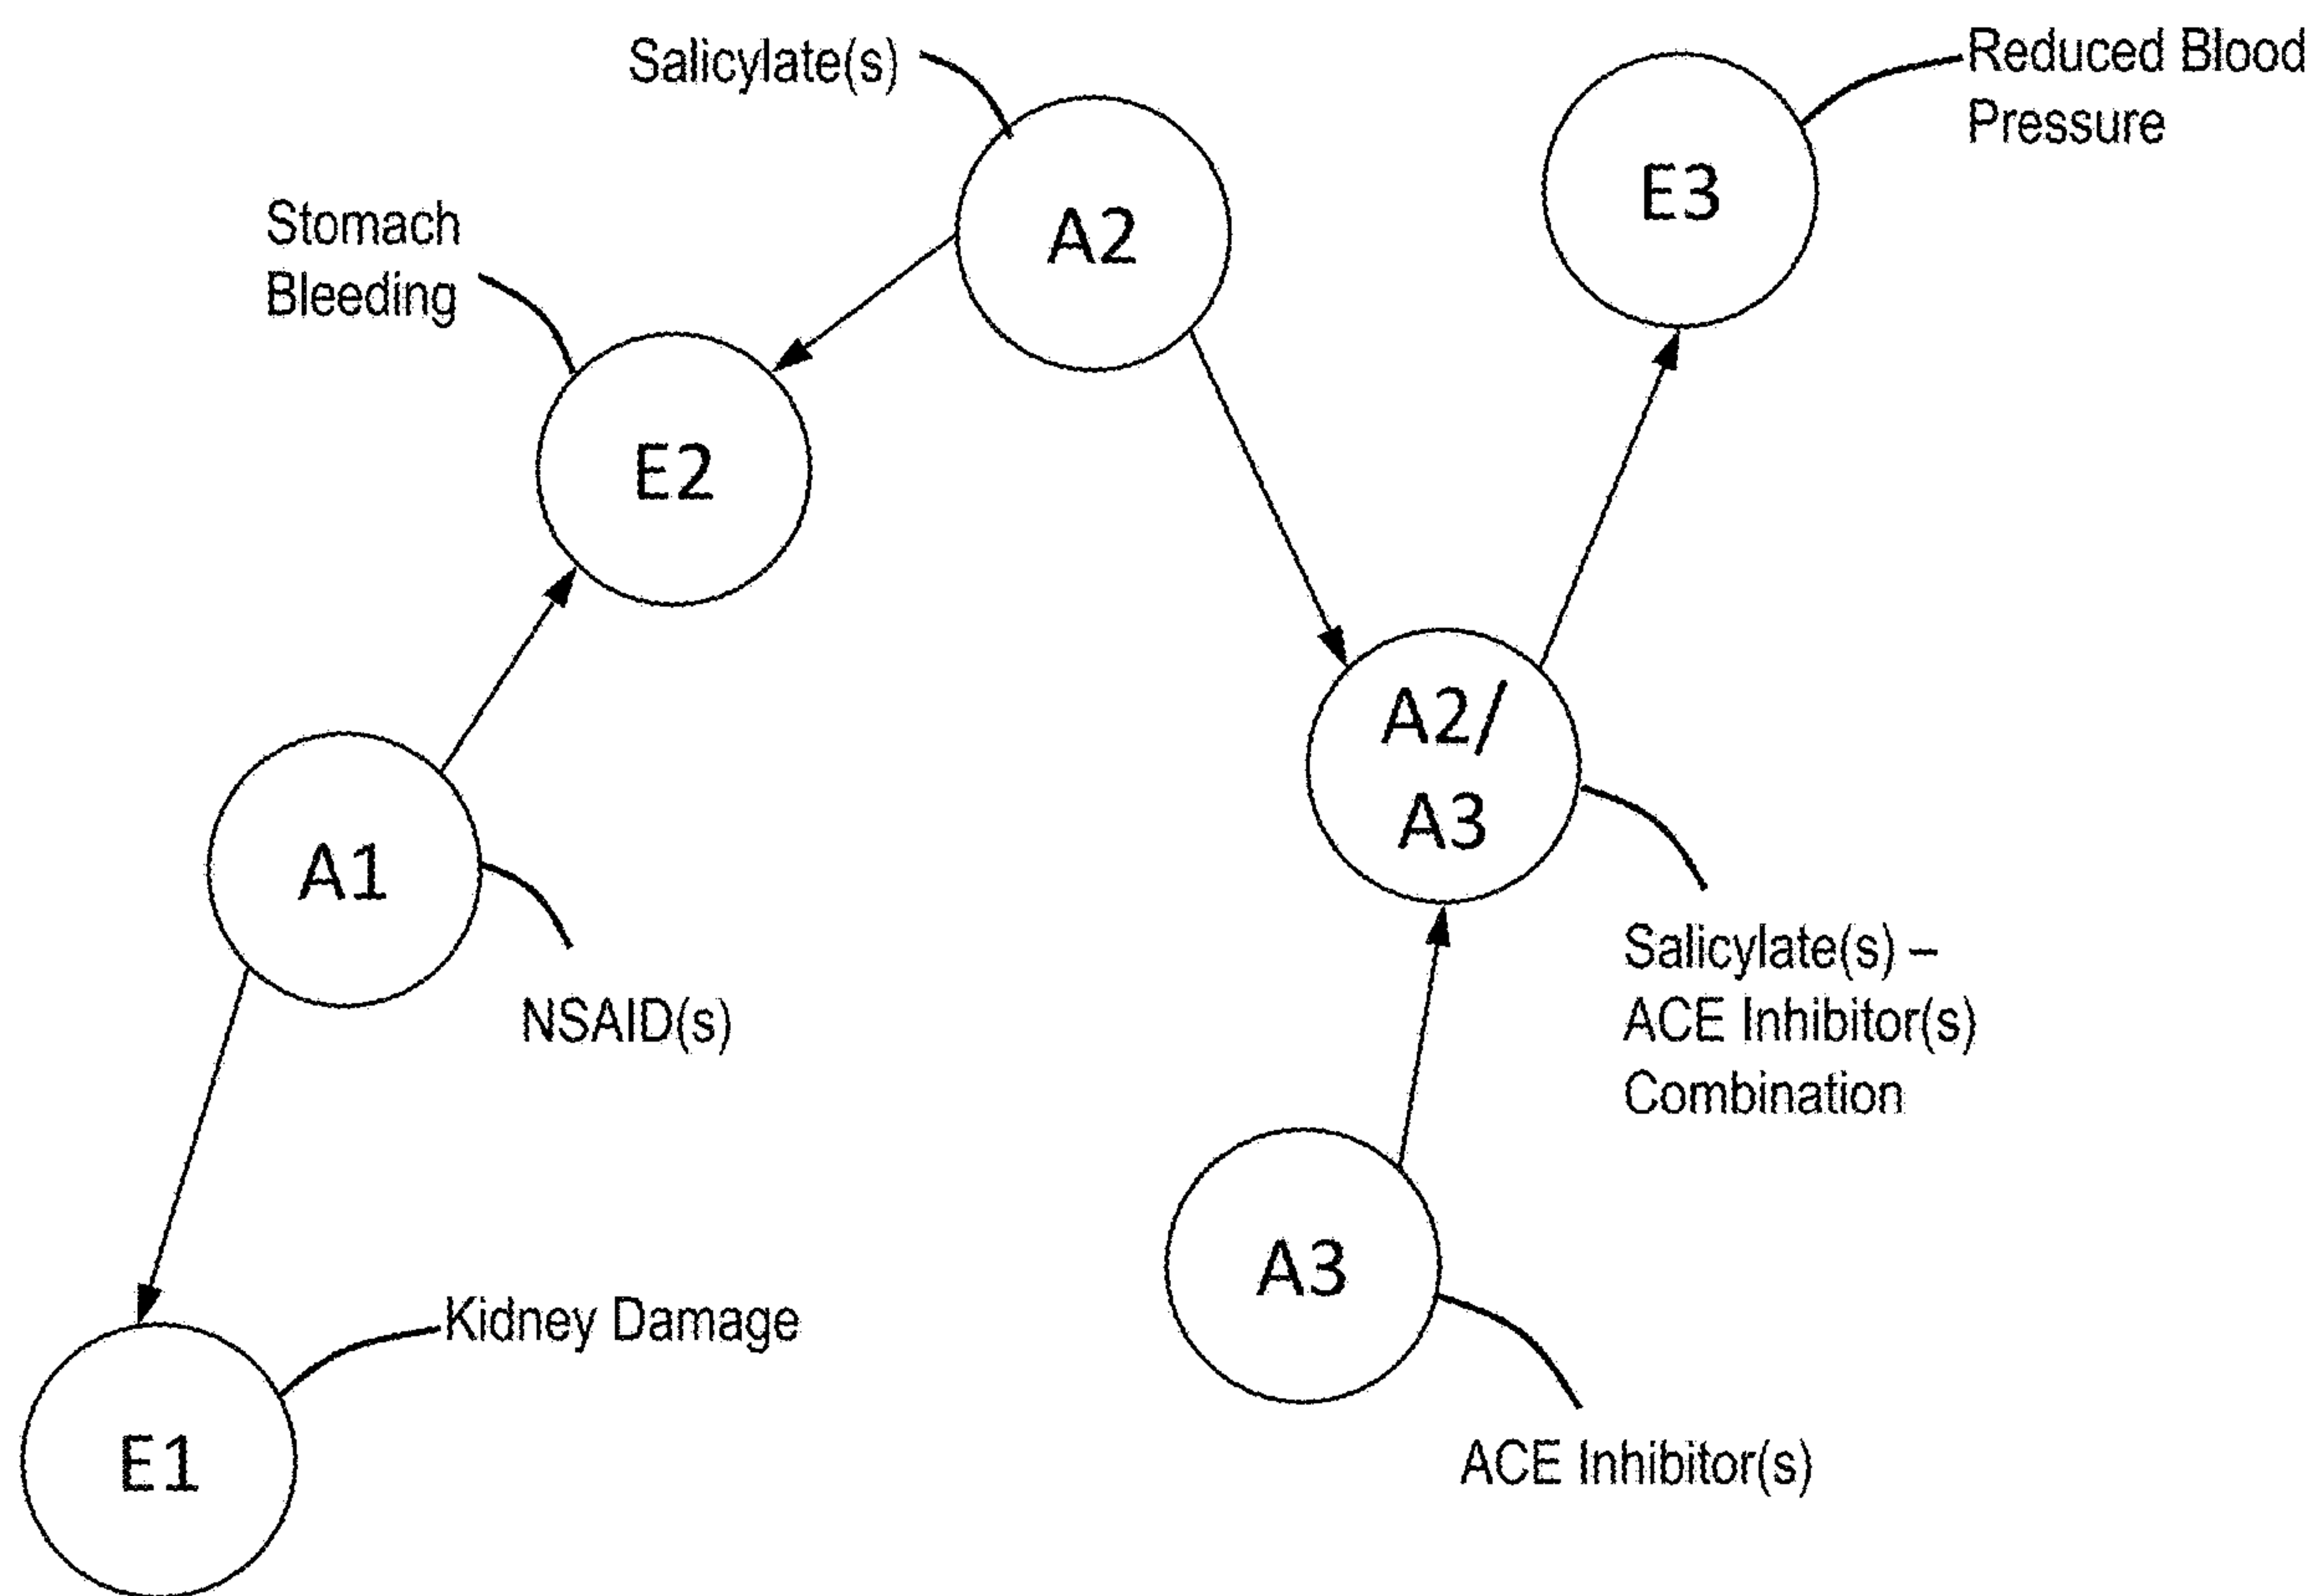 Salicylate(s)
Reduced Blood
Pressure
A2
E3
Stomach
Bleeding
E2
A2/
A3
A1
NSAID(s)
Salicylate(s) –
ACE Inhibitor(s)
Combination
A3
Kidney Damage
E1
ACE Inhibitor(s)